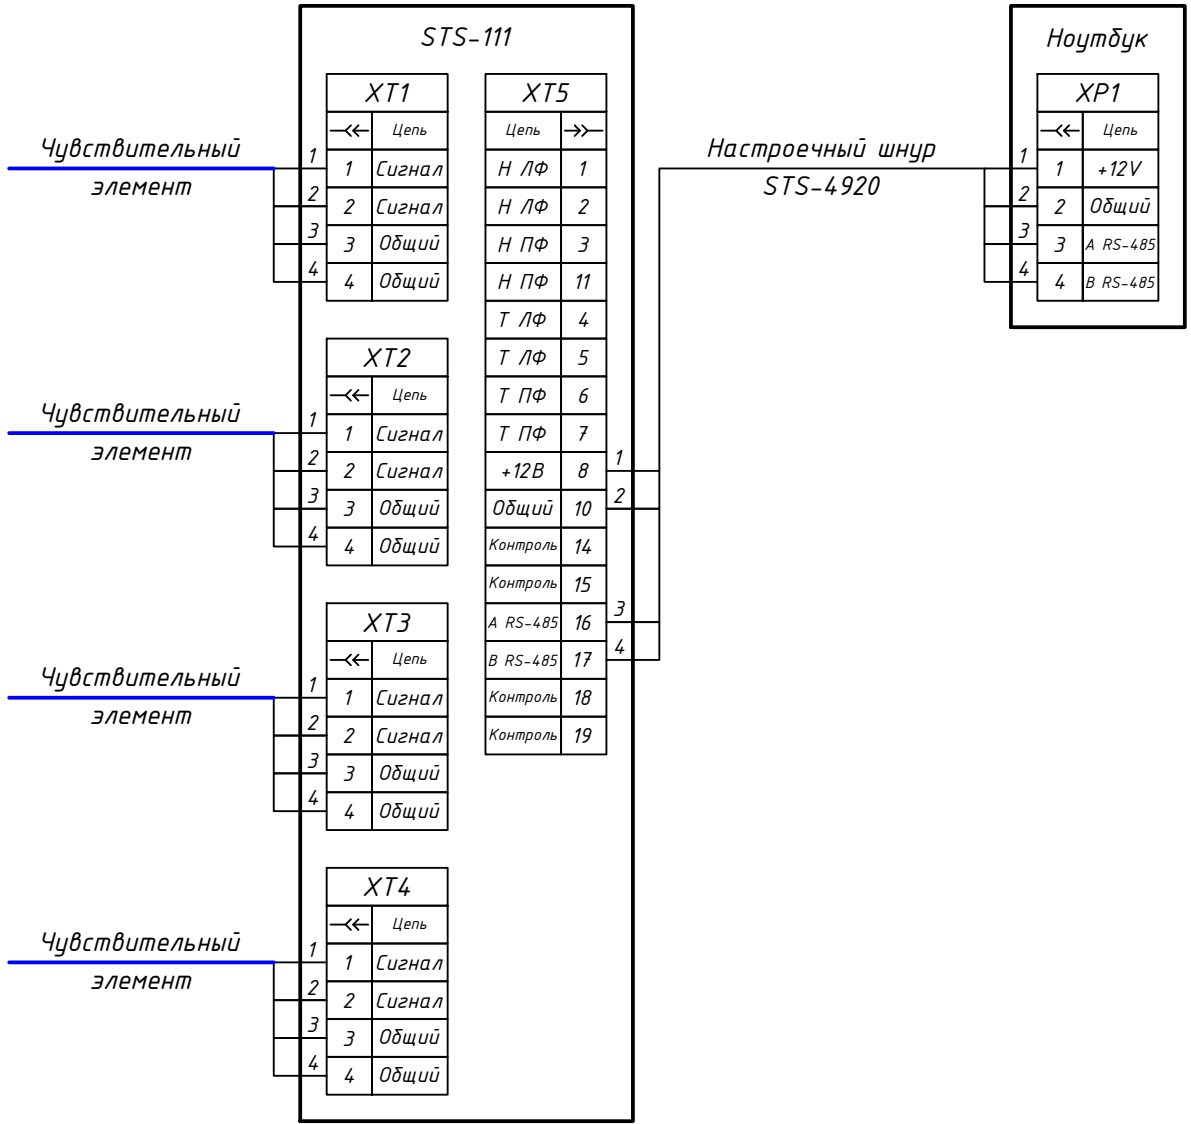 STS-111
Ноутбук
XT1
Цепь
1 Сигнал
2 Сигнал
3 Общий
4 Общий
Чувствительный
элемент
1
2
3
4
XT2
Цепь
1 Сигнал
2 Сигнал
3 Общий
4 Общий
Чувствительный
элемент
1
2
3
4
XT3
Цепь
1 Сигнал
2 Сигнал
3 Общий
4 Общий
Чувствительный
элемент
1
2
3
4
XT4
Цепь
1 Сигнал
2 Сигнал
3 Общий
4 Общий
Чувствительный
элемент
1
2
3
4
XT5
Цепь
Н ЛФ 1
Н ЛФ 2
Н ПФ 3
Н ПФ 11
Т ЛФ 4
Т ЛФ 5
Т ПФ 6
Т ПФ 7
+12В 8
Общий 10
Контроль 14
Контроль 15
A RS-485 16
B RS-485 17
Контроль 18
Контроль 19
1
2
3
4
Настроечный шнур
STS-4920
1
2
3
4
XP1
Цепь
1 +12V
2 Общий
3 A RS-485
4 B RS-485